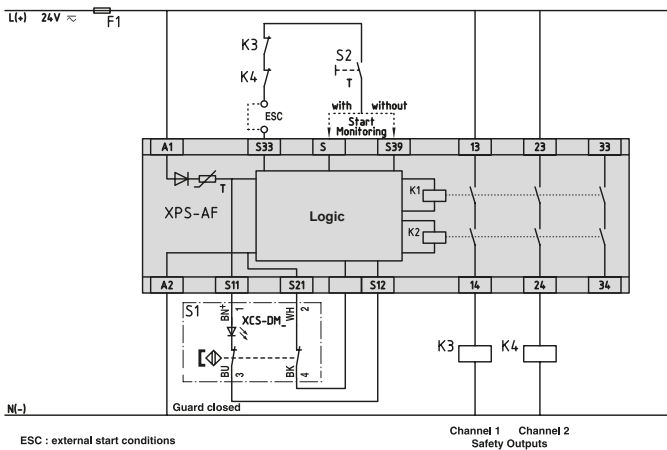 L(+) 24V ⎓ F1
K3
S2
K4
T
with without
ESC
Start
Monitoring
A1 S33 S S39 13 23 33
T
K1
XPS-AF
Logic
K2
A2 S11 S21 S12 14 24 34
S1 BN+ 1 XCS-DM_ WH 2
K3 K4
BU 3 BK 4
Guard closed
N(-)
Channel 1 Channel 2
ESC : external start conditions
Safety Outputs